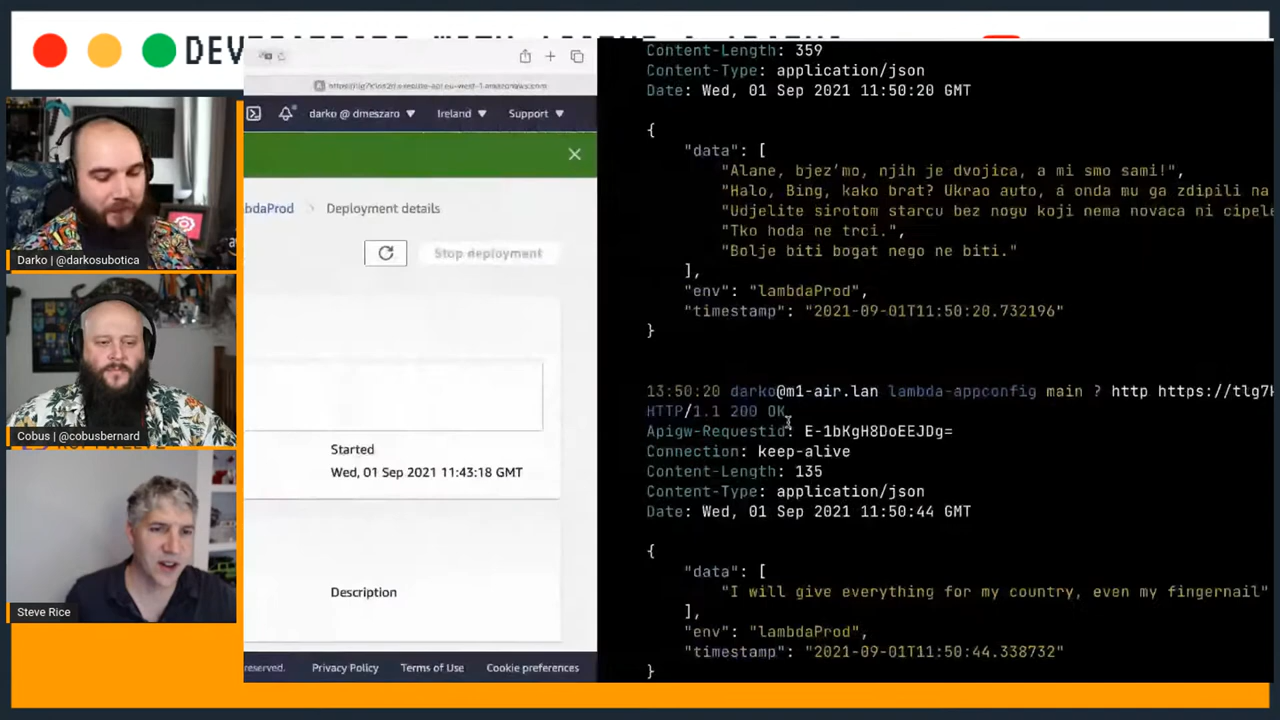 Darko | @darkosubotica
Cobus | @cobusbernard
Steve Rice
darko @ dmeszaro
Ireland
Support
bdaProd
Deployment details
Stop deployment
Started
Wed, 01 Sep 2021 11:43:18 GMT
Description
reserved.
Privacy Policy
Terms of Use
Cookie preferences
Content-Length: 359
Content-Type: application/json
Date: Wed, 01 Sep 2021 11:50:20 GMT
{
"data": [
"Alane, bjez'mo, njih je dvojica, a mi smo sami!",
"Halo, Bing, kako brat? Ukrao auto, a onda mu ga zdipili na
"Udjelite sirotom starcu bez nogu koji nema novaca ni cipele
"Tko hoda ne trci.",
"Bolje biti bogat nego ne biti."
],
"env": "lambdaProd",
"timestamp": "2021-09-01T11:50:20.732196"
}
13:50:20 darko@m1-air.lan lambda-appconfig main ? http https://tlg7k
HTTP/1.1 200 OK
Apigw-Requestid: E-1bKgH8DoEEJDg=
Connection: keep-alive
Content-Length: 135
Content-Type: application/json
Date: Wed, 01 Sep 2021 11:50:44 GMT
{
"data": [
"I will give everything for my country, even my fingernail"
],
"env": "lambdaProd",
"timestamp": "2021-09-01T11:50:44.338732"
}